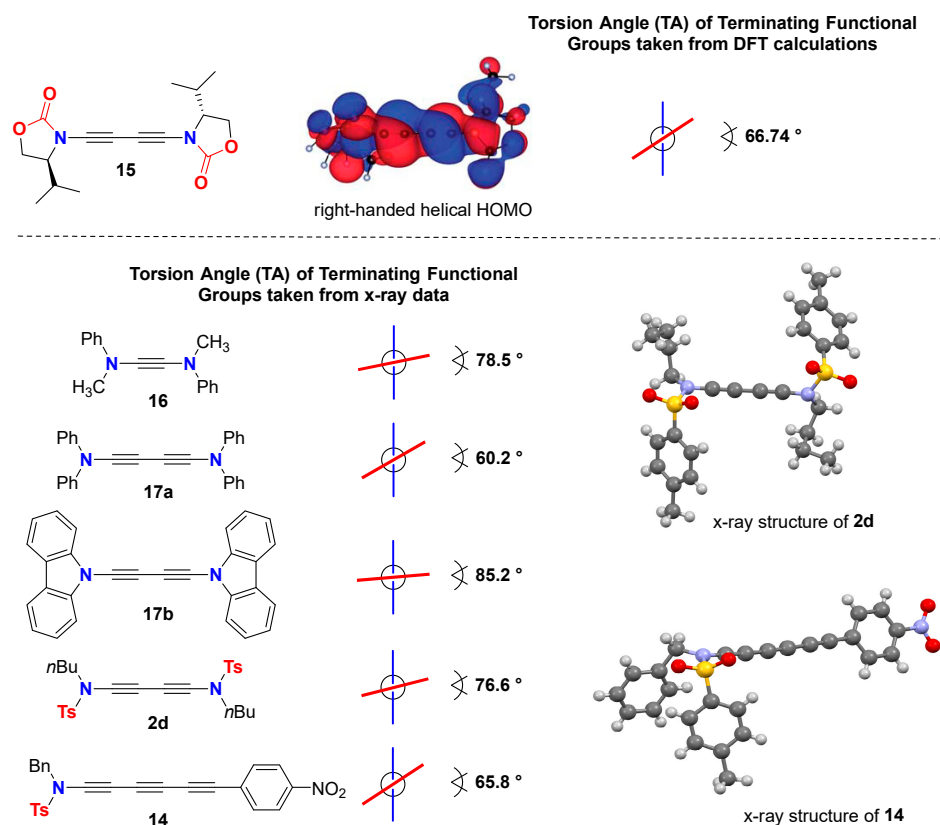 Torsion Angle (TA) of Terminating Functional
Groups taken from DFT calculations
O
O
N
N
O
O
15
66.74 °
right-handed helical HOMO
Torsion Angle (TA) of Terminating Functional
Groups taken from x-ray data
Ph
CH3
N
N
H3C
Ph
16
78.5 °
Ph
Ph
N
N
Ph
Ph
17a
60.2 °
x-ray structure of 2d
N
N
17b
85.2 °
nBu
Ts
N
N
Ts
nBu
2d
76.6 °
Bn
N
NO2
Ts
14
65.8 °
x-ray structure of 14